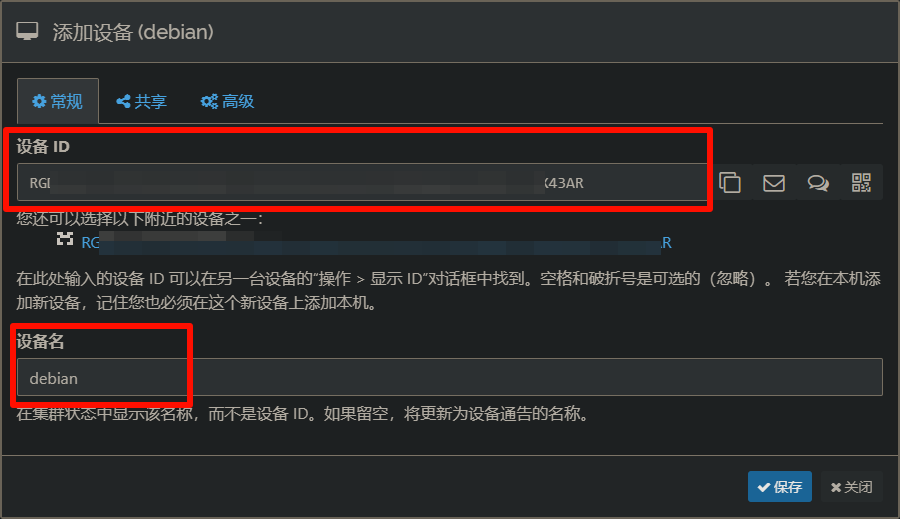 添加设备 (debian)
常规 共享 高级
设备 ID
您还可以选择以下附近的设备之一：
在此处输入的设备 ID 可以在另一台设备的"操作 > 显示 ID"对话框中找到。空格和破折号是可选的（忽略）。 若您在本机添
加新设备，记住您也必须在这个新设备上添加本机。
设备名
debian
在集群状态中显示该名称，而不是设备 ID。如果留空，将更新为设备通告的名称。
保存 关闭